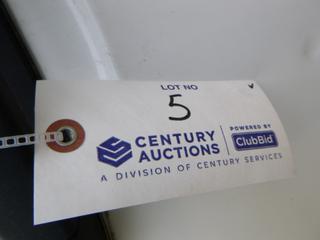 LOT NO
5
CENTURY
AUCTIONS
POWERED BY
ClubBid
A DIVISION OF CENTURY SERVICES